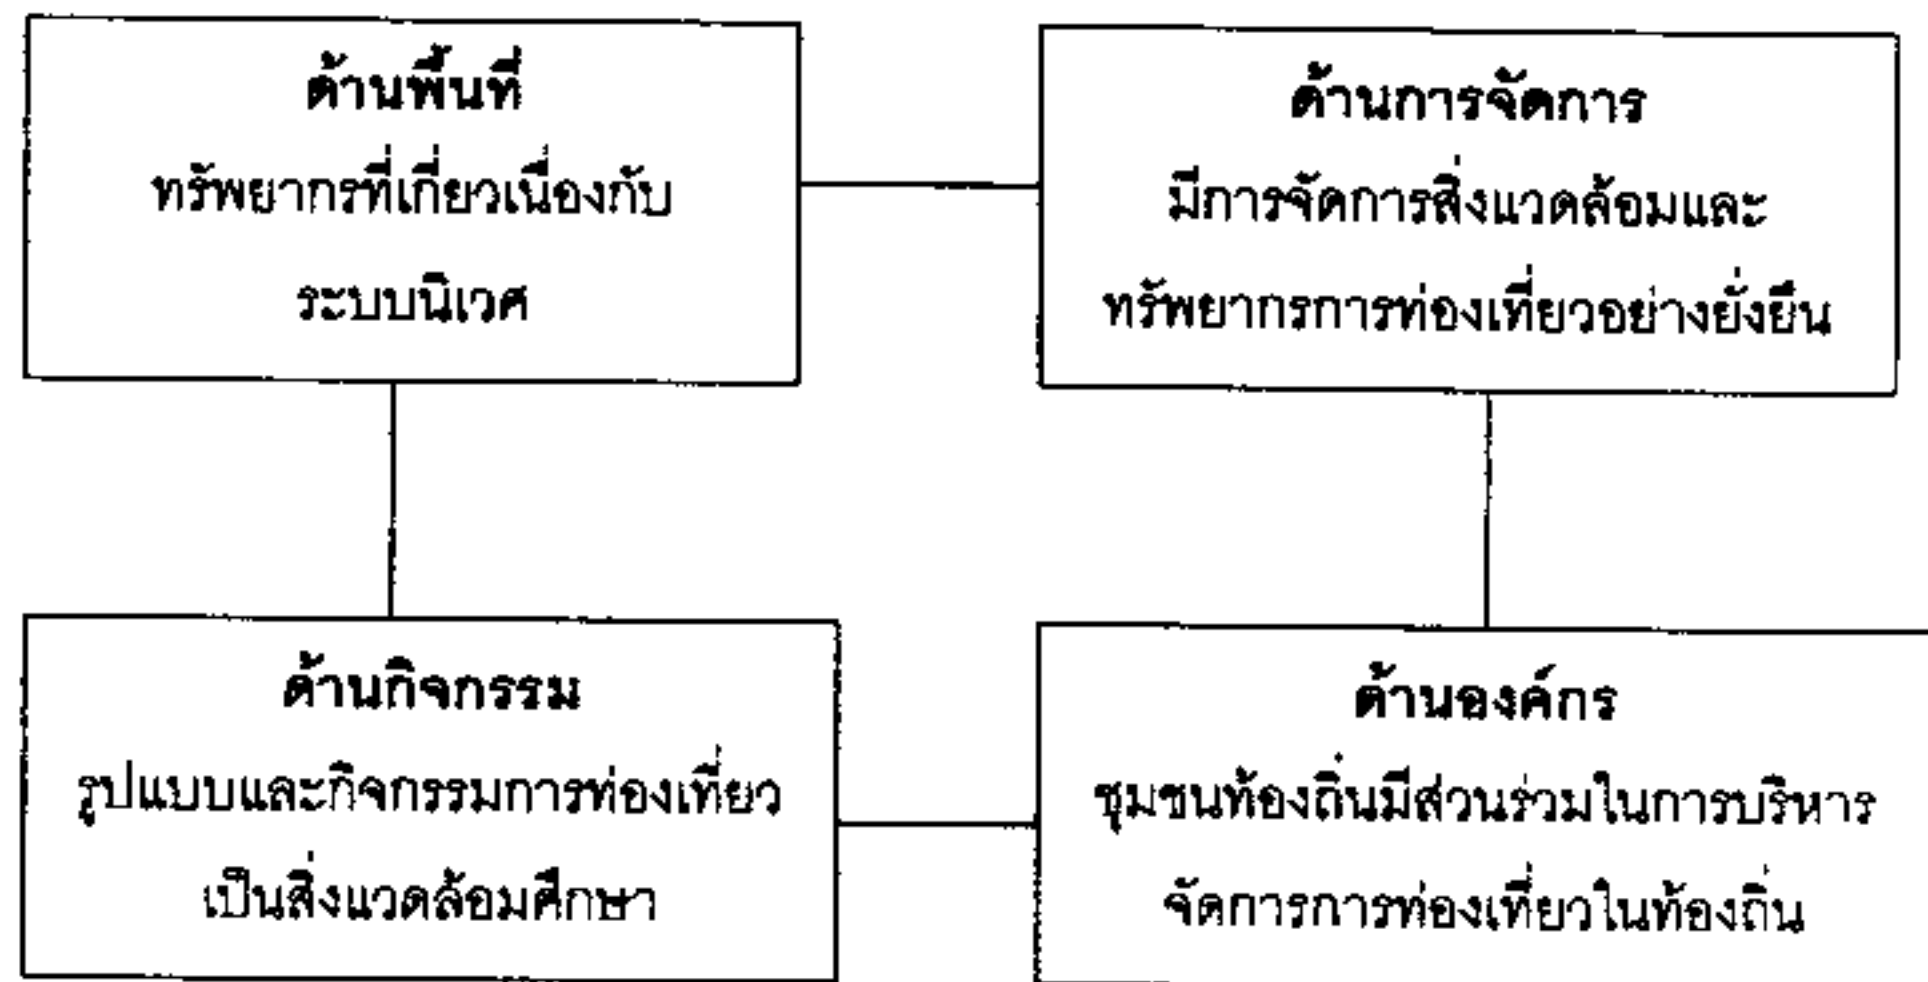 ด้านพื้นที่
ทรัพยากรที่เกี่ยวเนื่องกับ
ระบบนิเวศ
ด้านการจัดการ
มีการจัดการสิ่งแวดล้อมและ
ทรัพยากรการท่องเที่ยวอย่างยั่งยืน
ด้านกิจกรรม
รูปแบบและกิจกรรมการท่องเที่ยว
เป็นสิ่งแวดล้อมศึกษา
ด้านองค์กร
ชุมชนท้องถิ่นมีส่วนร่วมในการบริหาร
จัดการการท่องเที่ยวในท้องถิ่น